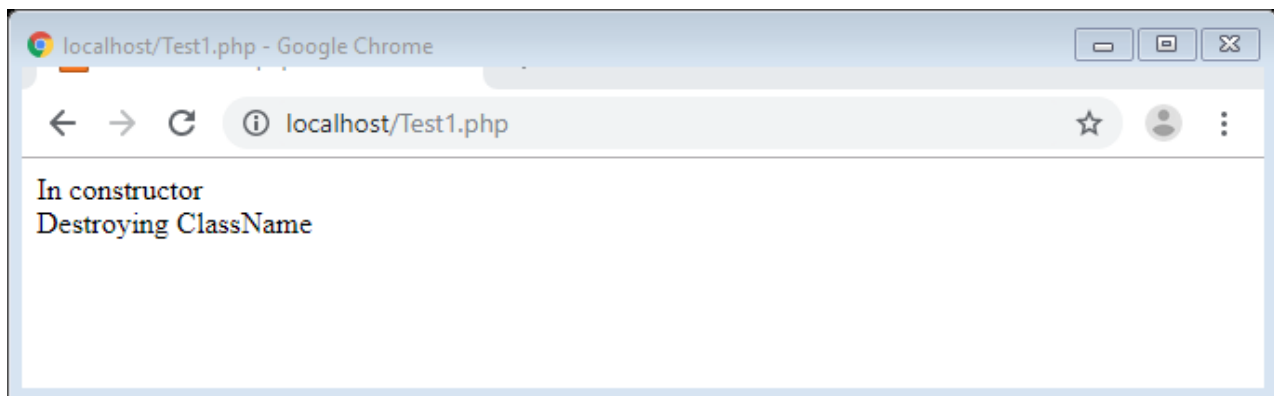 localhost/Test1.php - Google Chrome
localhost/Test1.php
In constructor
Destroying ClassName